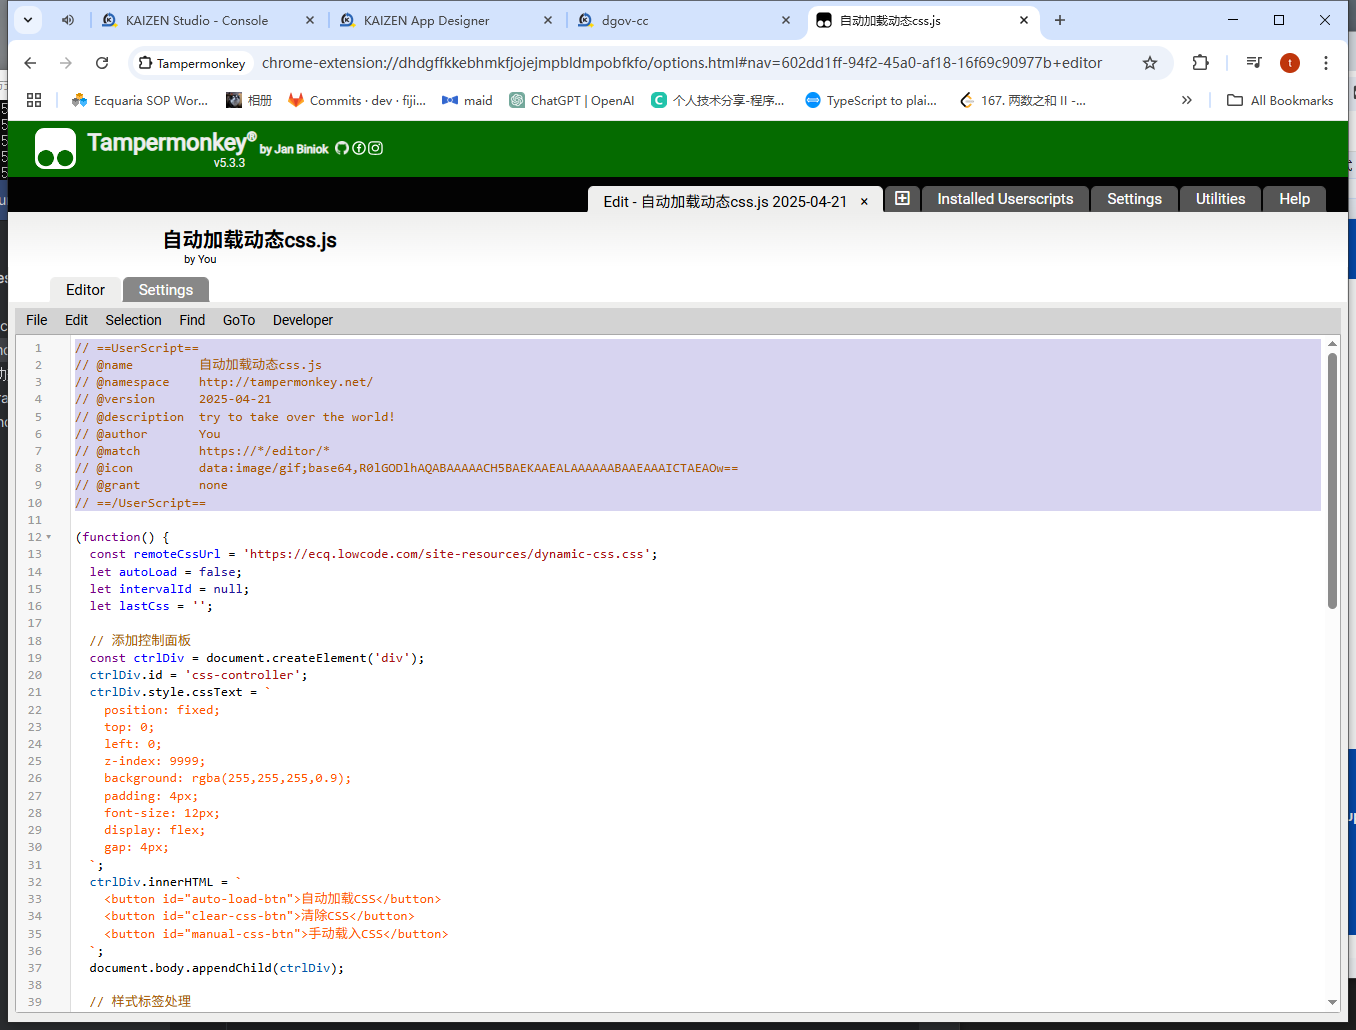 KAIZEN Studio - Console
KAIZEN App Designer
dgov-cc
自动加载动态css.js
Tampermonkey
chrome-extension://dhdgffkkebhmkfjojejmpbldmpobfkfo/options.html#nav=602dd1ff-94f2-45a0-af18-16f69c90977b+editor
t
Ecquaria SOP Wor...
相册
Commits · dev · fiji...
maid
ChatGPT | OpenAI
个人技术分享-程序...
TypeScript to plai...
167. 两数之和 II -...
All Bookmarks
Tampermonkey® by Jan Biniok
v5.3.3
Edit - 自动加载动态css.js 2025-04-21
Installed Userscripts
Settings
Utilities
Help
自动加载动态css.js
by You
Editor
Settings
File Edit Selection Find GoTo Developer
1 // ==UserScript==
2 // @name 自动加载动态css.js
3 // @namespace http://tampermonkey.net/
4 // @version 2025-04-21
5 // @description try to take over the world!
6 // @author You
7 // @match https://*/editor/*
8 // @icon data:image/gif;base64,R0lGODlhAQABAAAAACH5BAEKAAEALAAAAAABAAEAAAICTAEAOw==
9 // @grant none
10 // ==/UserScript==
11
12 (function() {
13 const remoteCssUrl = 'https://ecq.lowcode.com/site-resources/dynamic-css.css';
14 let autoLoad = false;
15 let intervalId = null;
16 let lastCss = '';
17
18 // 添加控制面板
19 const ctrlDiv = document.createElement('div');
20 ctrlDiv.id = 'css-controller';
21 ctrlDiv.style.cssText = `
22 position: fixed;
23 top: 0;
24 left: 0;
25 z-index: 9999;
26 background: rgba(255,255,255,0.9);
27 padding: 4px;
28 font-size: 12px;
29 display: flex;
30 gap: 4px;
31 `;
32 ctrlDiv.innerHTML = `
33 <button id="auto-load-btn">自动加载CSS</button>
34 <button id="clear-css-btn">清除CSS</button>
35 <button id="manual-css-btn">手动载入CSS</button>
36 `;
37 document.body.appendChild(ctrlDiv);
38
39 // 样式标签处理